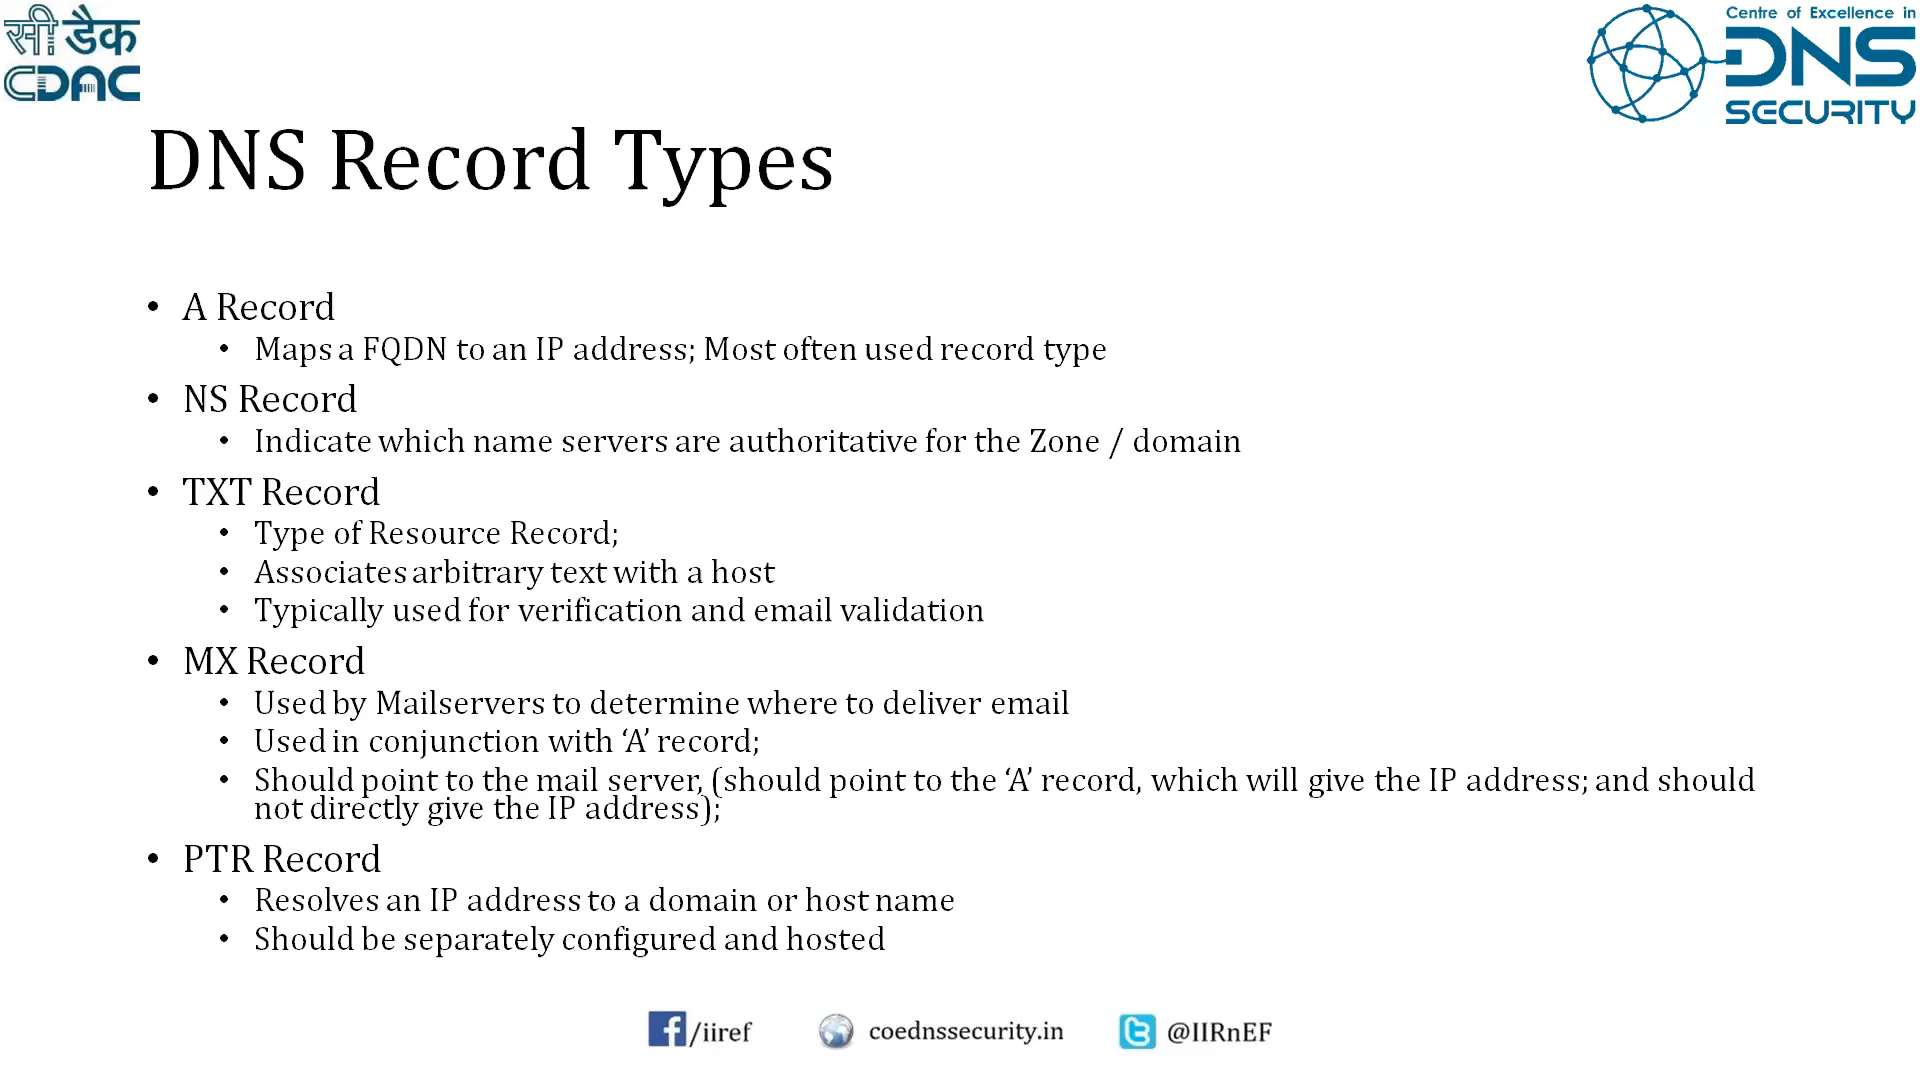 सी डैक
CDAC
Centre of Excellence in
DNS
SECURITY
DNS Record Types
• A Record
• Maps a FQDN to an IP address; Most often used record type
• NS Record
• Indicate which name servers are authoritative for the Zone / domain
• TXT Record
• Type of Resource Record;
• Associates arbitrary text with a host
• Typically used for verification and email validation
• MX Record
• Used by Mailservers to determine where to deliver email
• Used in conjunction with ‘A’ record;
• Should point to the mail server, (should point to the ‘A’ record, which will give the IP address; and should
not directly give the IP address);
• PTR Record
• Resolves an IP address to a domain or host name
• Should be separately configured and hosted
/iiref
coednssecurity.in
@IIRnEF